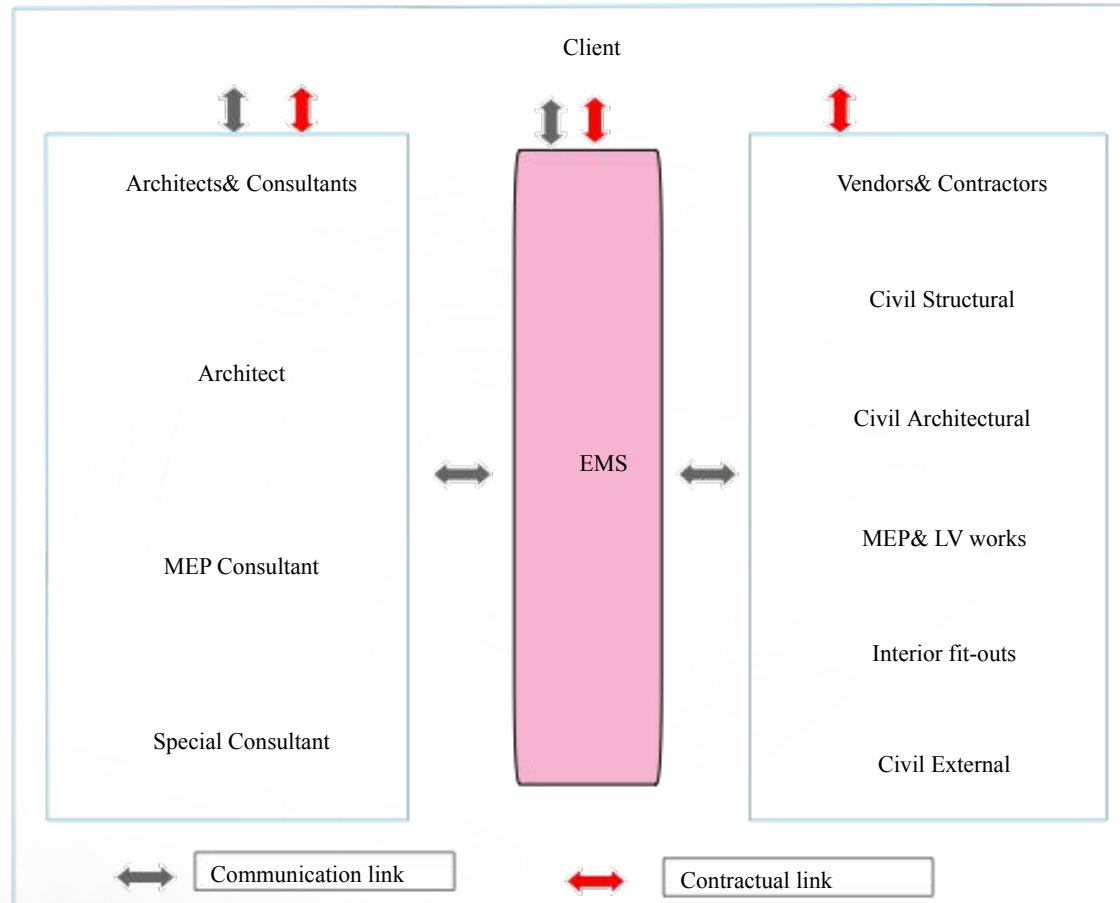 Client
Architects& Consultants
Architect
MEP Consultant
Special Consultant
EMS
Vendors& Contractors
Civil Structural
Civil Architectural
MEP& LV works
Interior fit-outs
Civil External
Communication link
Contractual link